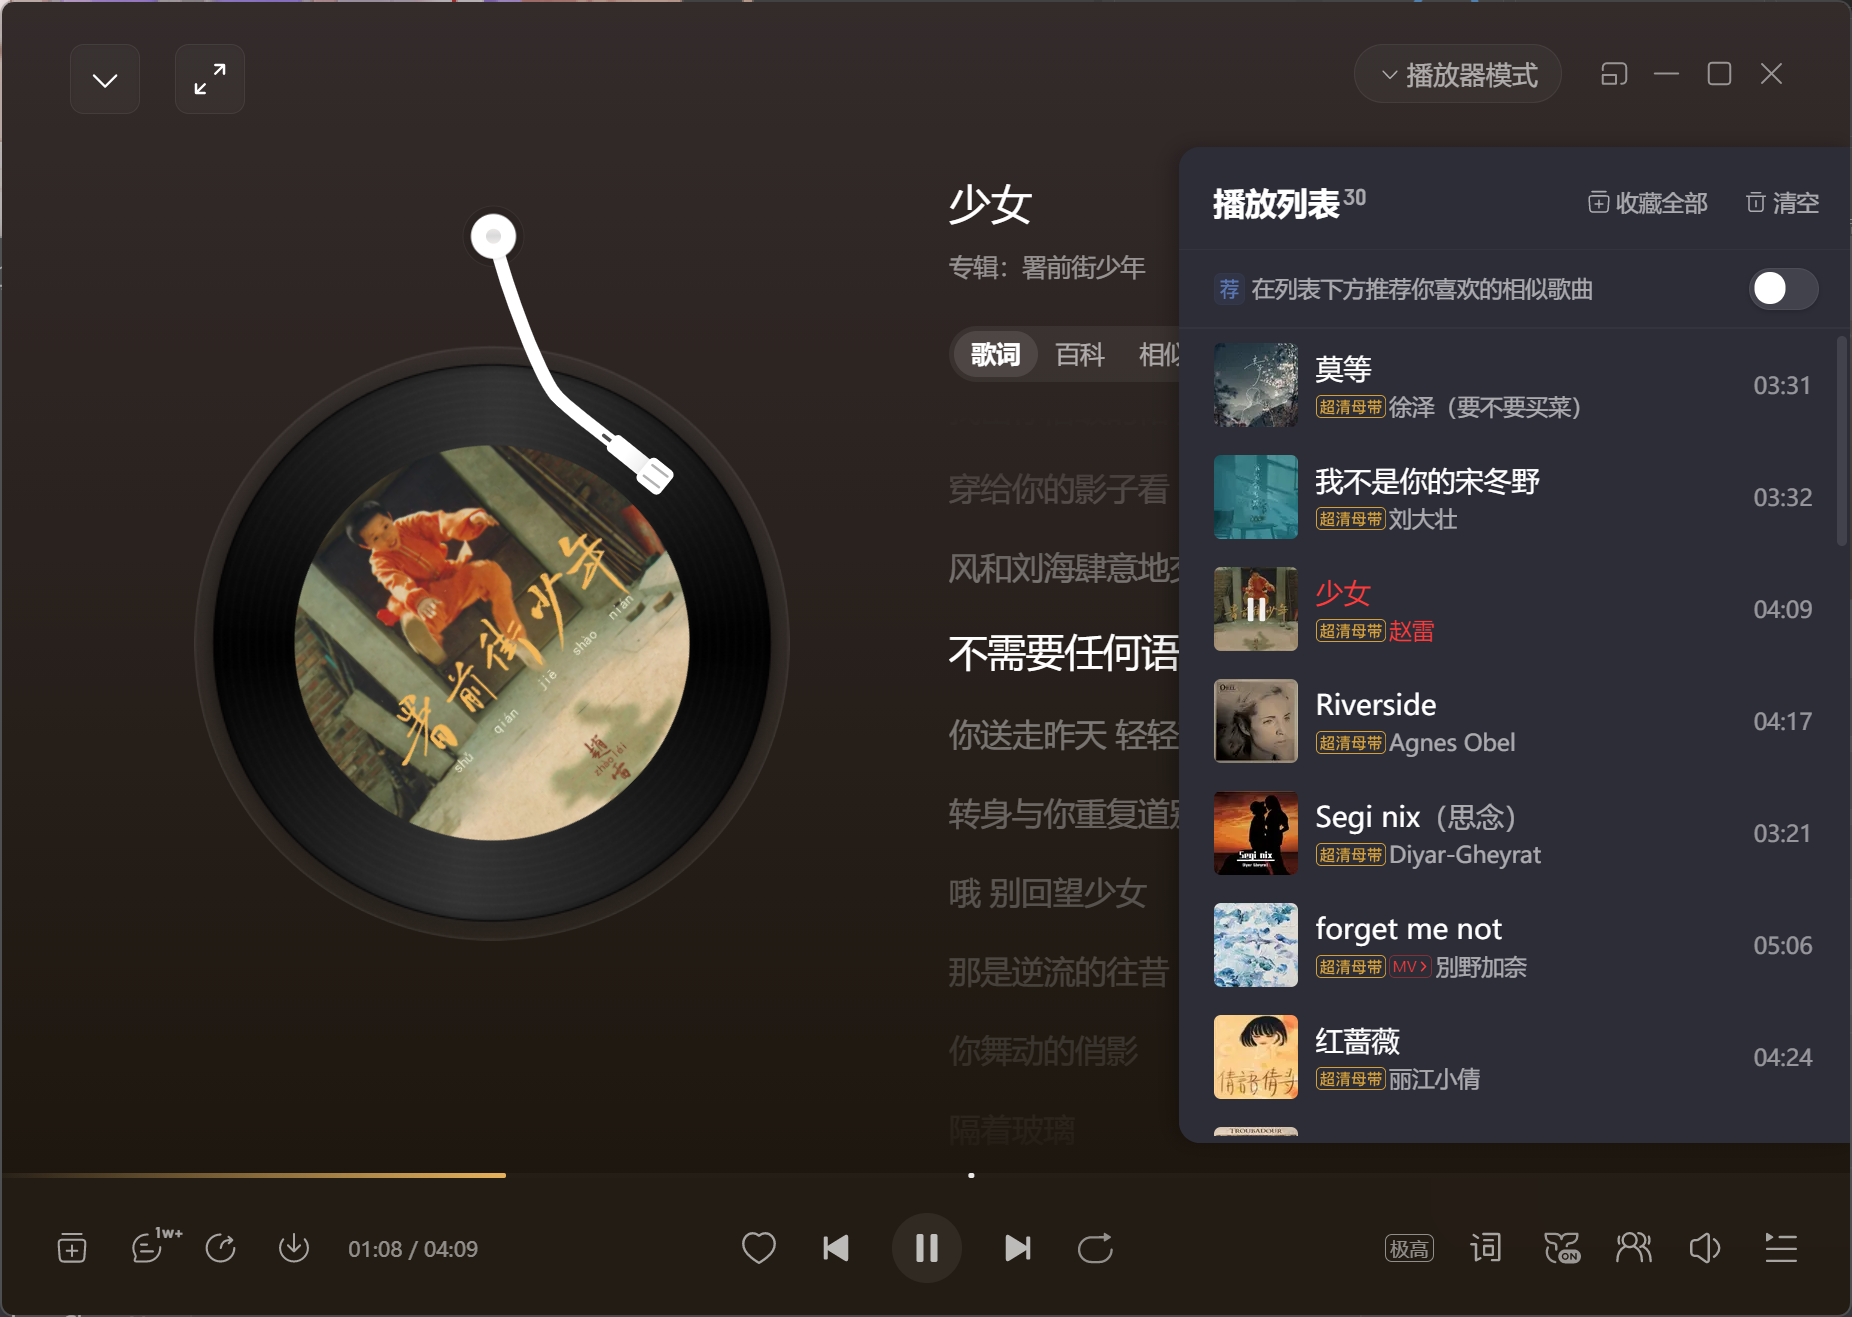 播放器模式
少女
专辑：署前街少年
歌词 百科 相似
穿给你的影子看
风和刘海肆意地交
不需要任何语
你送走昨天 轻轻
转身与你重复道别
哦 别回望少女
那是逆流的往昔
你舞动的俏影
隔着玻璃
署前街少年
shǔ qián jiē shào nián
趙雷
zhào léi
播放列表30
收藏全部 清空
荐 在列表下方推荐你喜欢的相似歌曲
莫等
超清母带 徐泽（要不要买菜）
03:31
我不是你的宋冬野
超清母带 刘大壮
03:32
少女
超清母带 赵雷
04:09
Riverside
超清母带 Agnes Obel
04:17
Segi nix（思念）
超清母带 Diyar-Gheyrat
03:21
forget me not
超清母带 MV 別野加奈
05:06
红蔷薇
超清母带 丽江小倩
04:24
TROUBADOUR
1w+
01:08 / 04:09
极高 词 ON